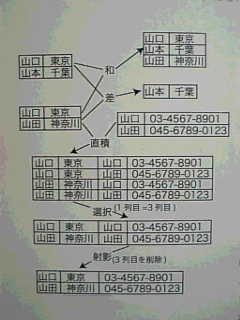 山口 東京
山本 千葉
和
山口 東京
山本 千葉
山田 神奈川
差
山本 千葉
山口 東京
山田 神奈川
直積
山口 03-4567-8901
山田 045-6789-0123
山口 東京 山口 03-4567-8901
山口 東京 山田 045-6789-0123
山田 神奈川 山口 03-4567-8901
山田 神奈川 山田 045-6789-0123
選択 (1列目=3列目)
山口 東京 山口 03-4567-8901
山田 神奈川 山田 045-6789-0123
射影 (3列目を削除)
山口 東京 03-4567-8901
山田 神奈川 045-6789-0123